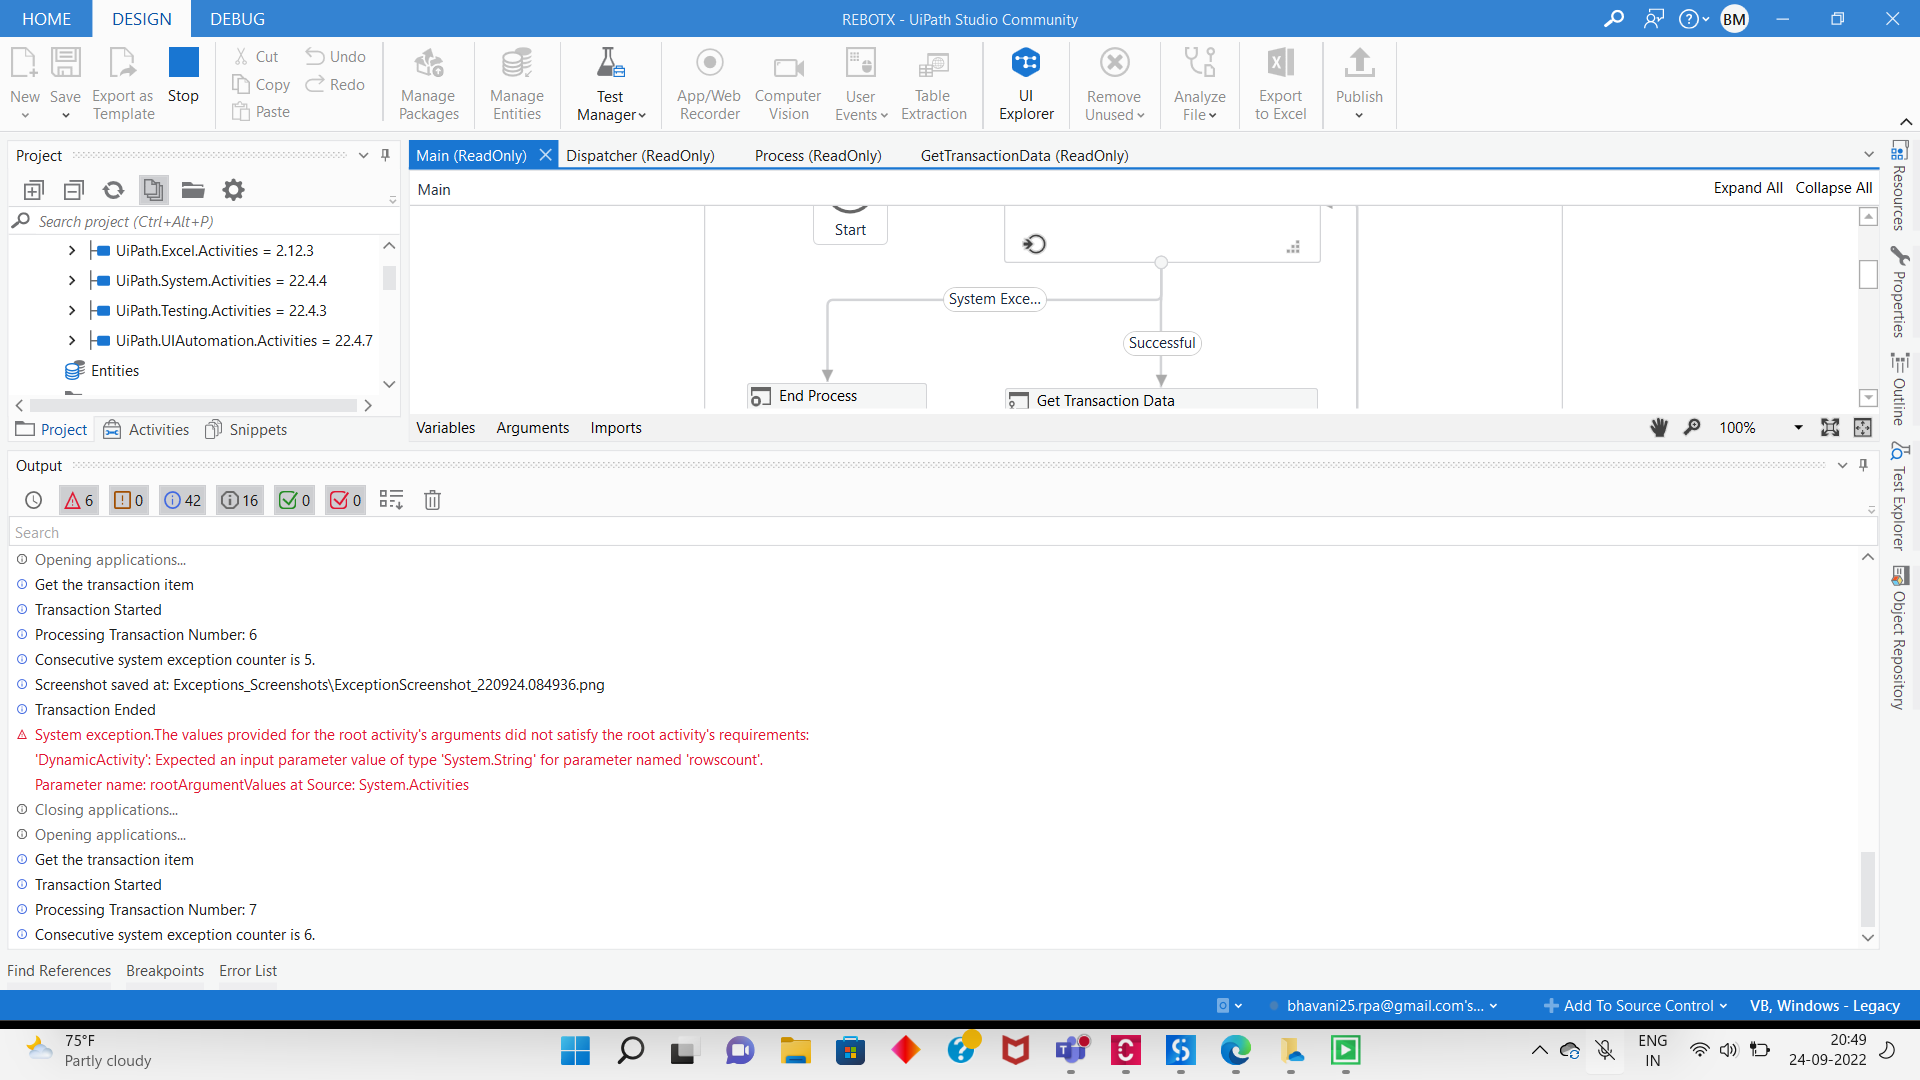 HOME
DESIGN
DEBUG
REBOTX - UiPath Studio Community
BM
New
Save
Export as
Template
Stop
Cut
Copy
Paste
Undo
Redo
Manage
Packages
Manage
Entities
Test
Manager
App/Web
Recorder
Computer
Vision
User
Events
Table
Extraction
UI
Explorer
Remove
Unused
Analyze
File
Export
to Excel
Publish
Project
Search project (Ctrl+Alt+P)
UiPath.Excel.Activities = 2.12.3
UiPath.System.Activities = 22.4.4
UiPath.Testing.Activities = 22.4.3
UiPath.UIAutomation.Activities = 22.4.7
Entities
Project
Activities
Snippets
Main (ReadOnly)
Dispatcher (ReadOnly)
Process (ReadOnly)
GetTransactionData (ReadOnly)
Main
Expand All
Collapse All
Start
System Exce...
Successful
End Process
Get Transaction Data
Variables
Arguments
Imports
100%
Resources
Properties
Outline
Test Explorer
Object Repository
Output
6
0
42
16
0
0
Search
Opening applications...
Get the transaction item
Transaction Started
Processing Transaction Number: 6
Consecutive system exception counter is 5.
Screenshot saved at: Exceptions_Screenshots\ExceptionScreenshot_220924.084936.png
Transaction Ended
System exception.The values provided for the root activity's arguments did not satisfy the root activity's requirements:
'DynamicActivity': Expected an input parameter value of type 'System.String' for parameter named 'rowscount'.
Parameter name: rootArgumentValues at Source: System.Activities
Closing applications...
Opening applications...
Get the transaction item
Transaction Started
Processing Transaction Number: 7
Consecutive system exception counter is 6.
Find References
Breakpoints
Error List
bhavani25.rpa@gmail.com's...
Add To Source Control
VB, Windows - Legacy
75°F
Partly cloudy
ENG
IN
20:49
24-09-2022